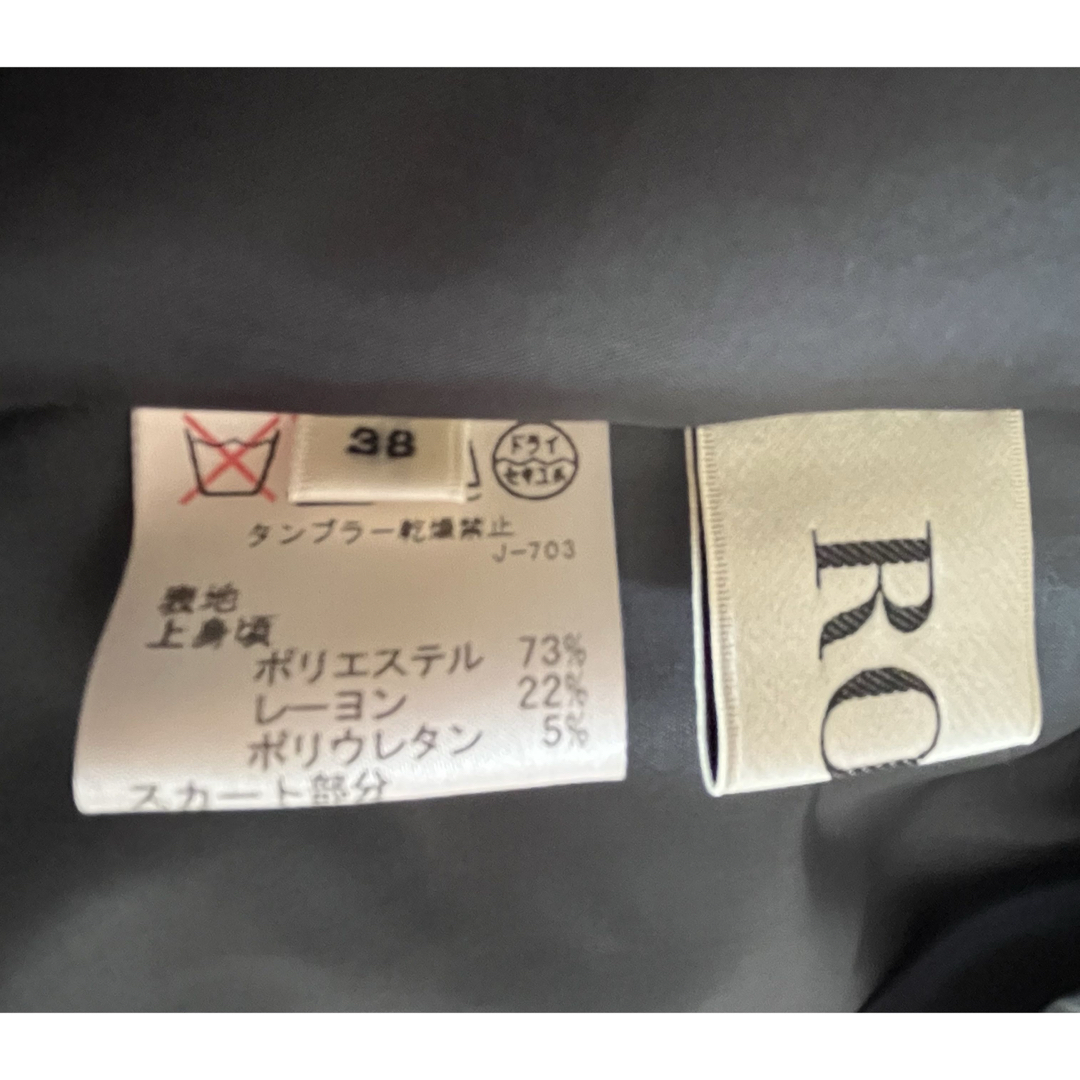 38
ドライ
セキユ系
タンブラー乾燥禁止
J-703
表地
上身頃
ポリエステル 73%
レーヨン 22%
ポリウレタン 5%
スカート部分
RO